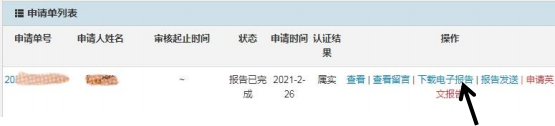 申请单列表
申请单号 申请人姓名 审核起止时间 状态 申请时间 认证结果 操作
20 ~ 报告已完成 2021-2-26 属实 查看 | 查看留言 | 下载电子报告 | 报告发送 | 申请英文报告